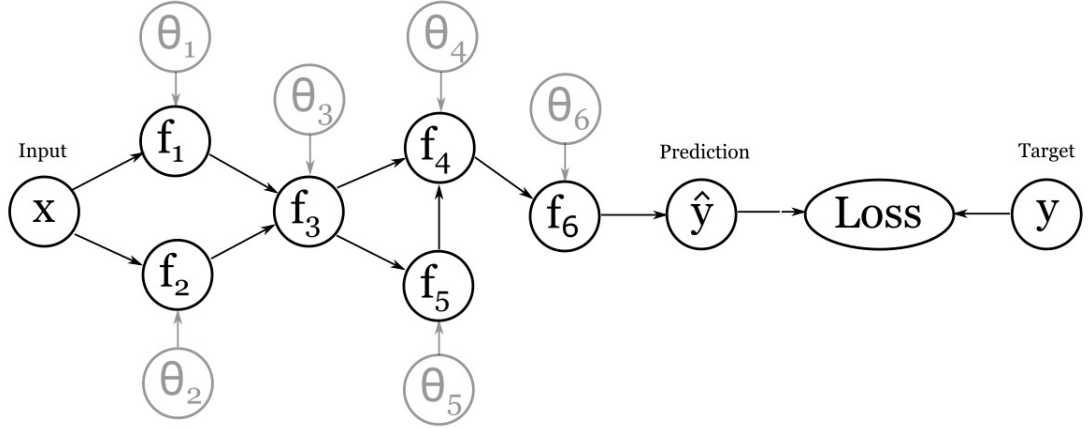 θ₁
θ₄
θ₃
θ₆
f₁
f₄
Input
Prediction
Target
x
f₃
f₆
ŷ
Loss
y
f₂
f₅
θ₂
θ₅